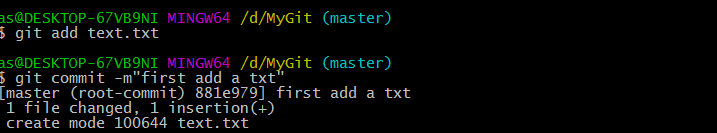 as@DESKTOP-67VB9NI MINGW64 /d/MyGit (master)
$ git add text.txt
as@DESKTOP-67VB9NI MINGW64 /d/MyGit (master)
$ git commit -m"first add a txt"
[master (root-commit) 881e979] first add a txt
1 file changed, 1 insertion(+)
create mode 100644 text.txt